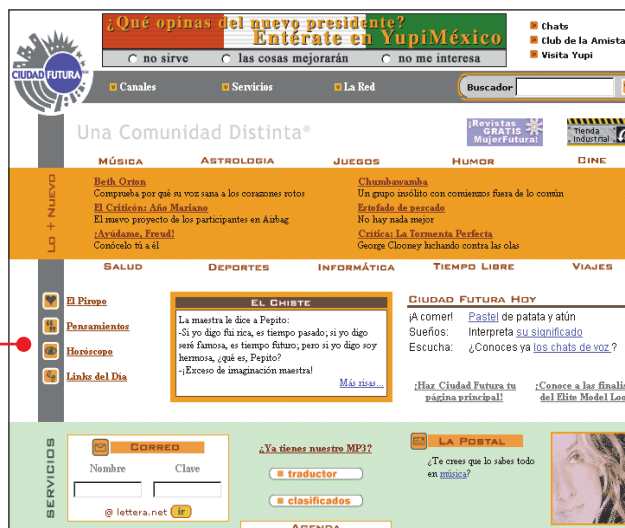 ¿Qué opinas del nuevo presidente?
Entérate en YupiMéxico
no sirve las cosas mejorarán no me interesa
Chats
Club de la Amista
Visita Yupi
CIUDAD FUTURA
Canales Servicios La Red
Buscador
Una Comunidad Distinta®
¡Revistas
GRATIS
MujerFutura!
Tienda
Industrial
MÚSICA ASTROLOGIA JUEGOS HUMOR CINE
LO + NUEVO
Beth Orton
Comprueba por qué su voz sana a los corazones rotos
El Criticón: Año Mariano
El nuevo proyecto de los participantes en Airbag
¡Ayúdame, Freud!
Conócelo tú a él
Chumbawamba
Un grupo insólito con comienzos fuera de lo común
Estofado de pescado
No hay nada mejor
Crítica: La Tormenta Perfecta
George Clooney luchando contra las olas
SALUD DEPORTES INFORMÁTICA TIEMPO LIBRE VIAJES
El Piropo
Pensamientos
Horóscopo
Links del Día
EL CHISTE
La maestra le dice a Pepito:
-Si yo digo fui rica, es tiempo pasado; si yo digo
seré famosa, es tiempo futuro; pero si yo digo soy
hermosa, ¿qué es, Pepito?
-¡Exceso de imaginación maestra!
Más risas...
CIUDAD FUTURA HOY
¡A comer! Pastel de patata y atún
Sueños: Interpreta su significado
Escucha: ¿Conoces ya los chats de voz?
¡Haz Ciudad Futura tu
página principal!
¡Conoce a las finalis
del Elite Model Loo
SERVICIOS
CORREO
Nombre Clave
@ lettera.net ir
¿Ya tienes nuestro MP3?
traductor
clasificados
AGENDA
LA POSTAL
¿Te crees que lo sabes todo
en música?